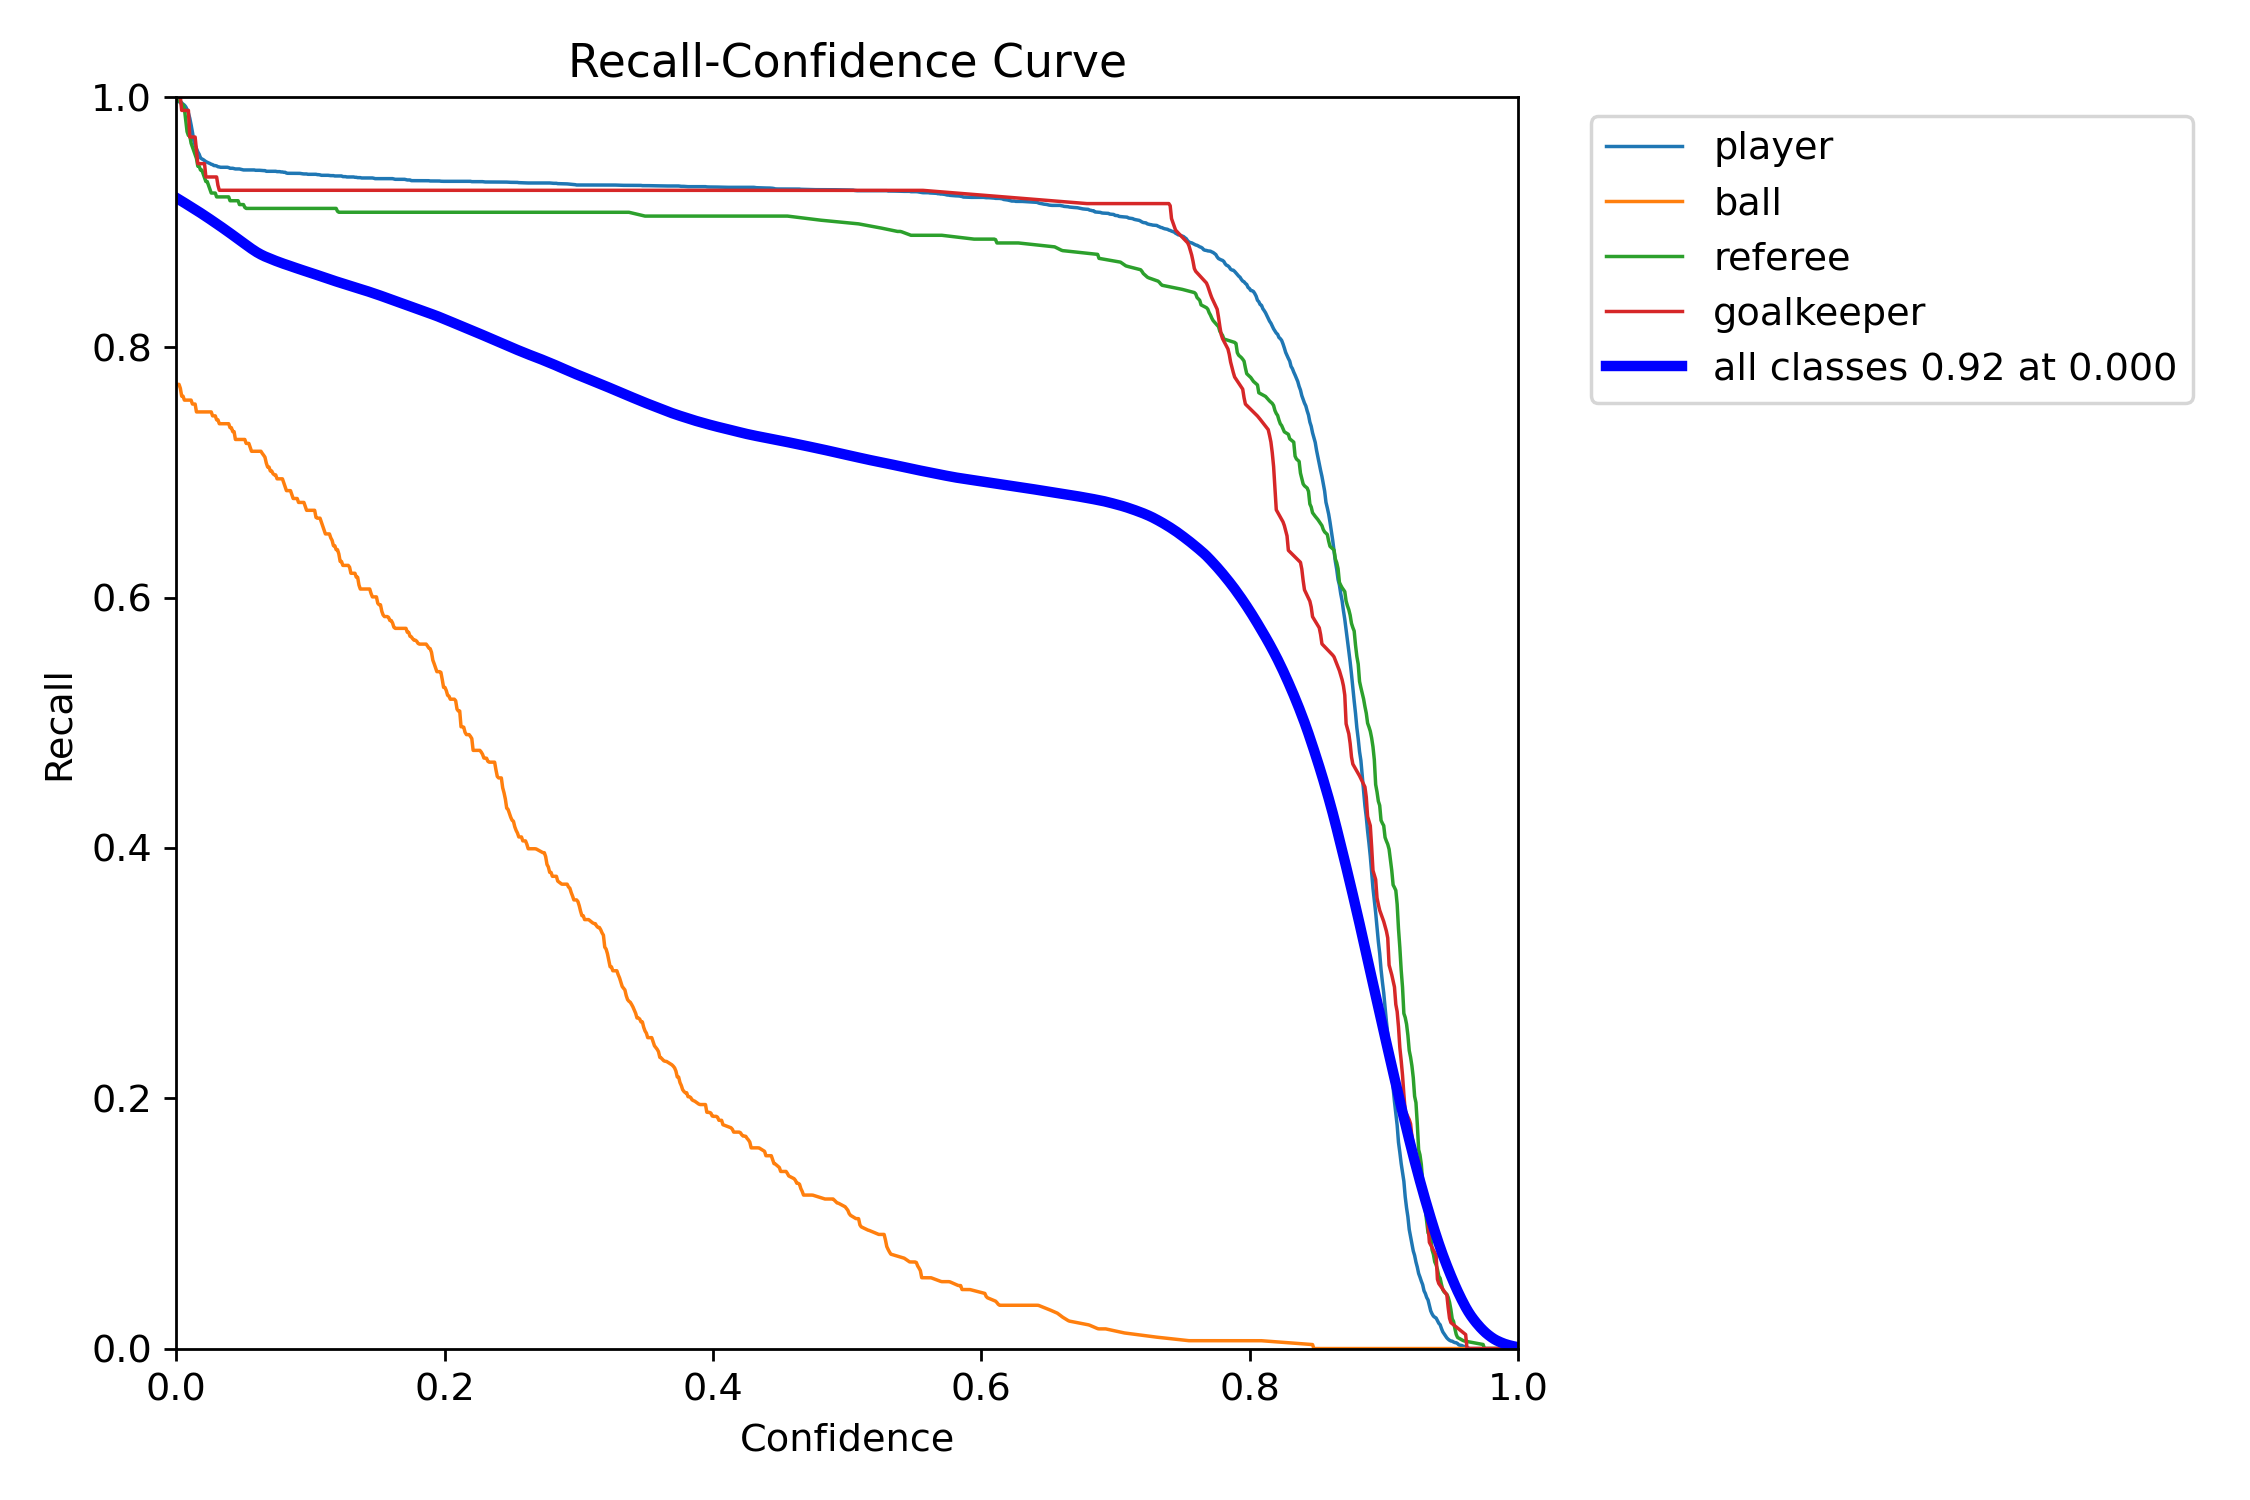 Recall-Confidence Curve
1.0
0.8
0.6
0.4
0.2
0.0
Recall
0.0 0.2 0.4 0.6 0.8 1.0
Confidence
player
ball
referee
goalkeeper
all classes 0.92 at 0.000